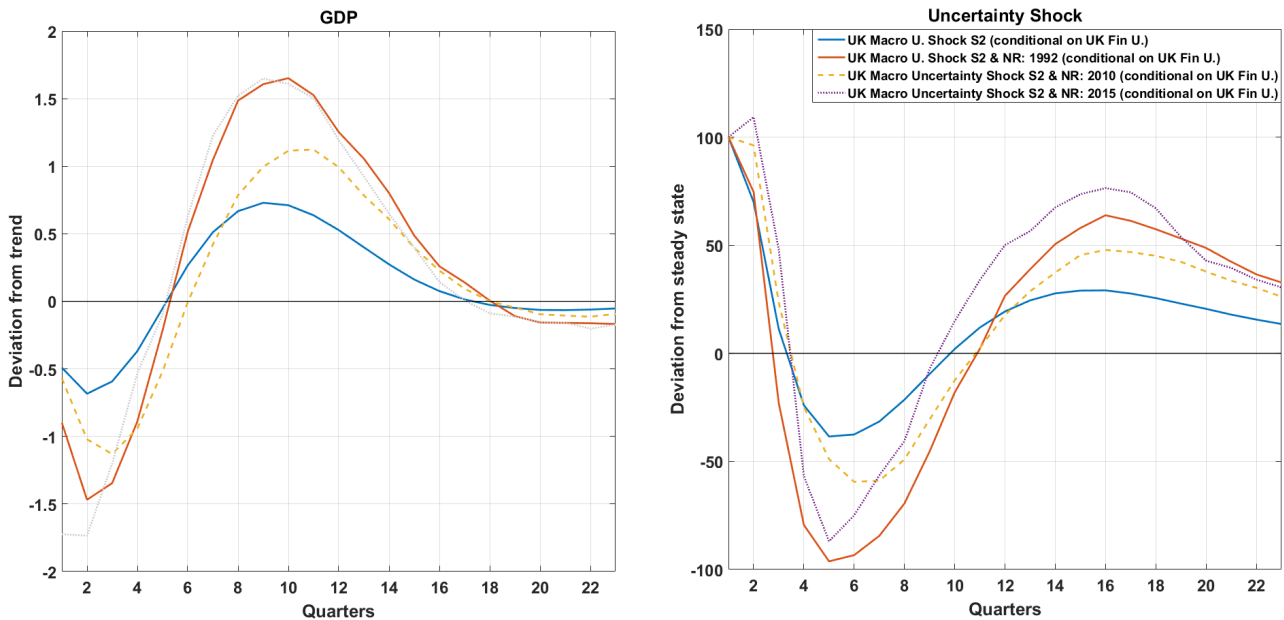 GDP
Deviation from trend
2
1.5
1
0.5
0
-0.5
-1
-1.5
-2
2 4 6 8 10 12 14 16 18 20 22
Quarters
Uncertainty Shock
UK Macro U. Shock S2 (conditional on UK Fin U.)
UK Macro U. Shock S2 & NR: 1992 (conditional on UK Fin U.)
UK Macro Uncertainty Shock S2 & NR: 2010 (conditional on UK Fin U.)
UK Macro Uncertainty Shock S2 & NR: 2015 (conditional on UK Fin U.)
Deviation from steady state
150
100
50
0
-50
-100
2 4 6 8 10 12 14 16 18 20 22
Quarters